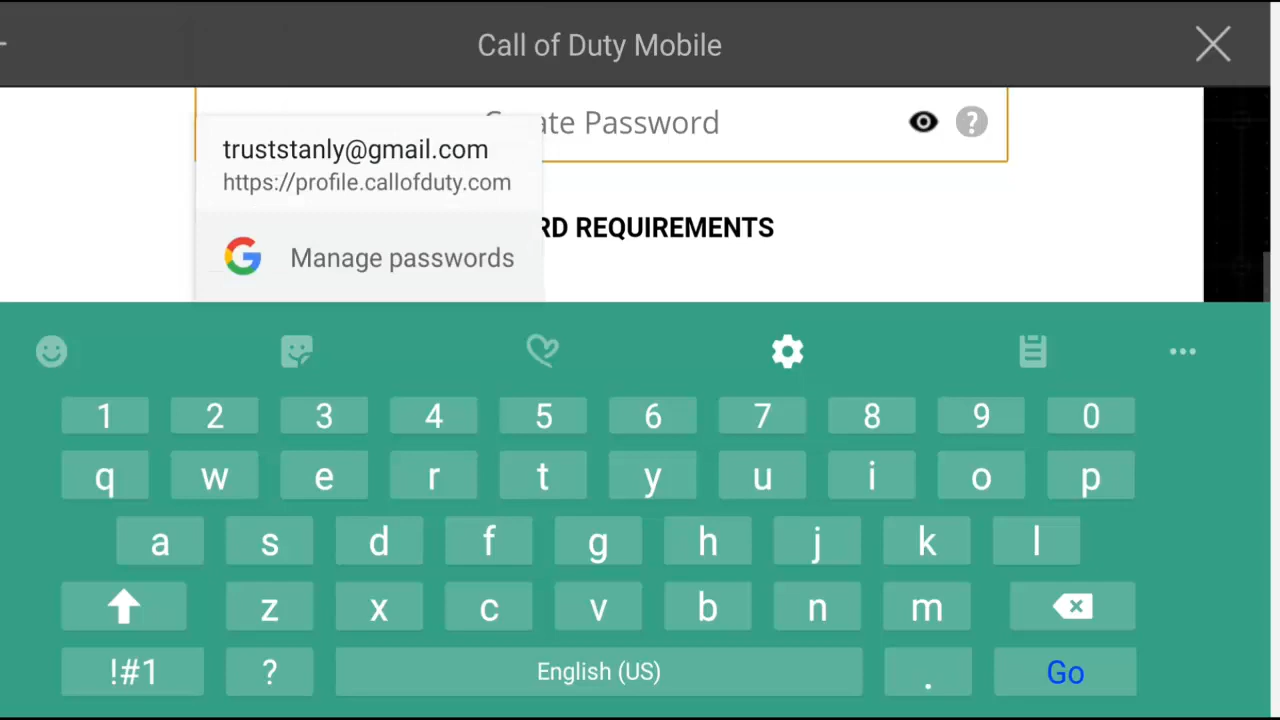 Call of Duty Mobile
Create Password
?
truststanly@gmail.com
https://profile.callofduty.com
RD REQUIREMENTS
Manage passwords
1 2 3 4 5 6 7 8 9 0
q w e r t y u i o p
a s d f g h j k l
z x c v b n m
!#1 ? English (US) . Go